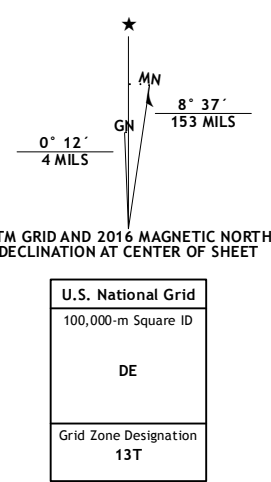 ★
MN
GN
8° 37´
153 MILS
0° 12´
4 MILS
TM GRID AND 2016 MAGNETIC NORTH
DECLINATION AT CENTER OF SHEET
U.S. National Grid
100,000-m Square ID
DE
Grid Zone Designation
13T